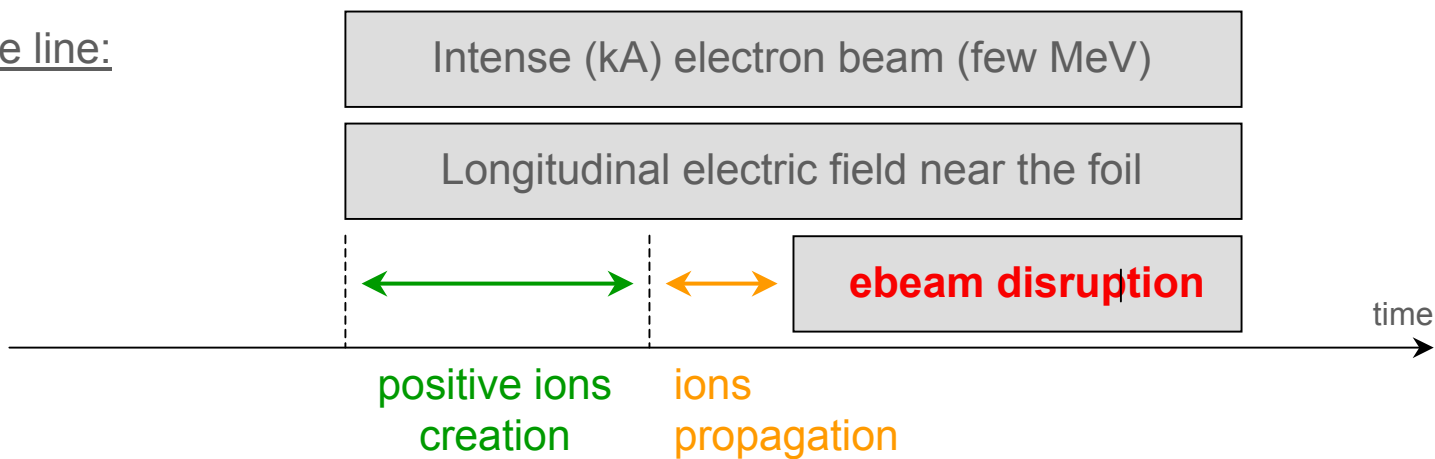 e line:
Intense (kA) electron beam (few MeV)
Longitudinal electric field near the foil
ebeam disruption
time
positive ions
creation
ions
propagation